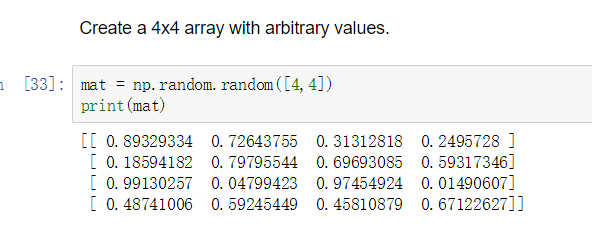 Create a 4x4 array with arbitrary values.
[33]: mat = np.random.random([4,4])
print(mat)
[[ 0.89329334  0.72643755  0.31312818  0.2495728 ]
[ 0.18594182  0.79795544  0.69693085  0.59317346]
[ 0.99130257  0.04799423  0.97454924  0.01490607]
[ 0.48741006  0.59245449  0.45810879  0.67122627]]